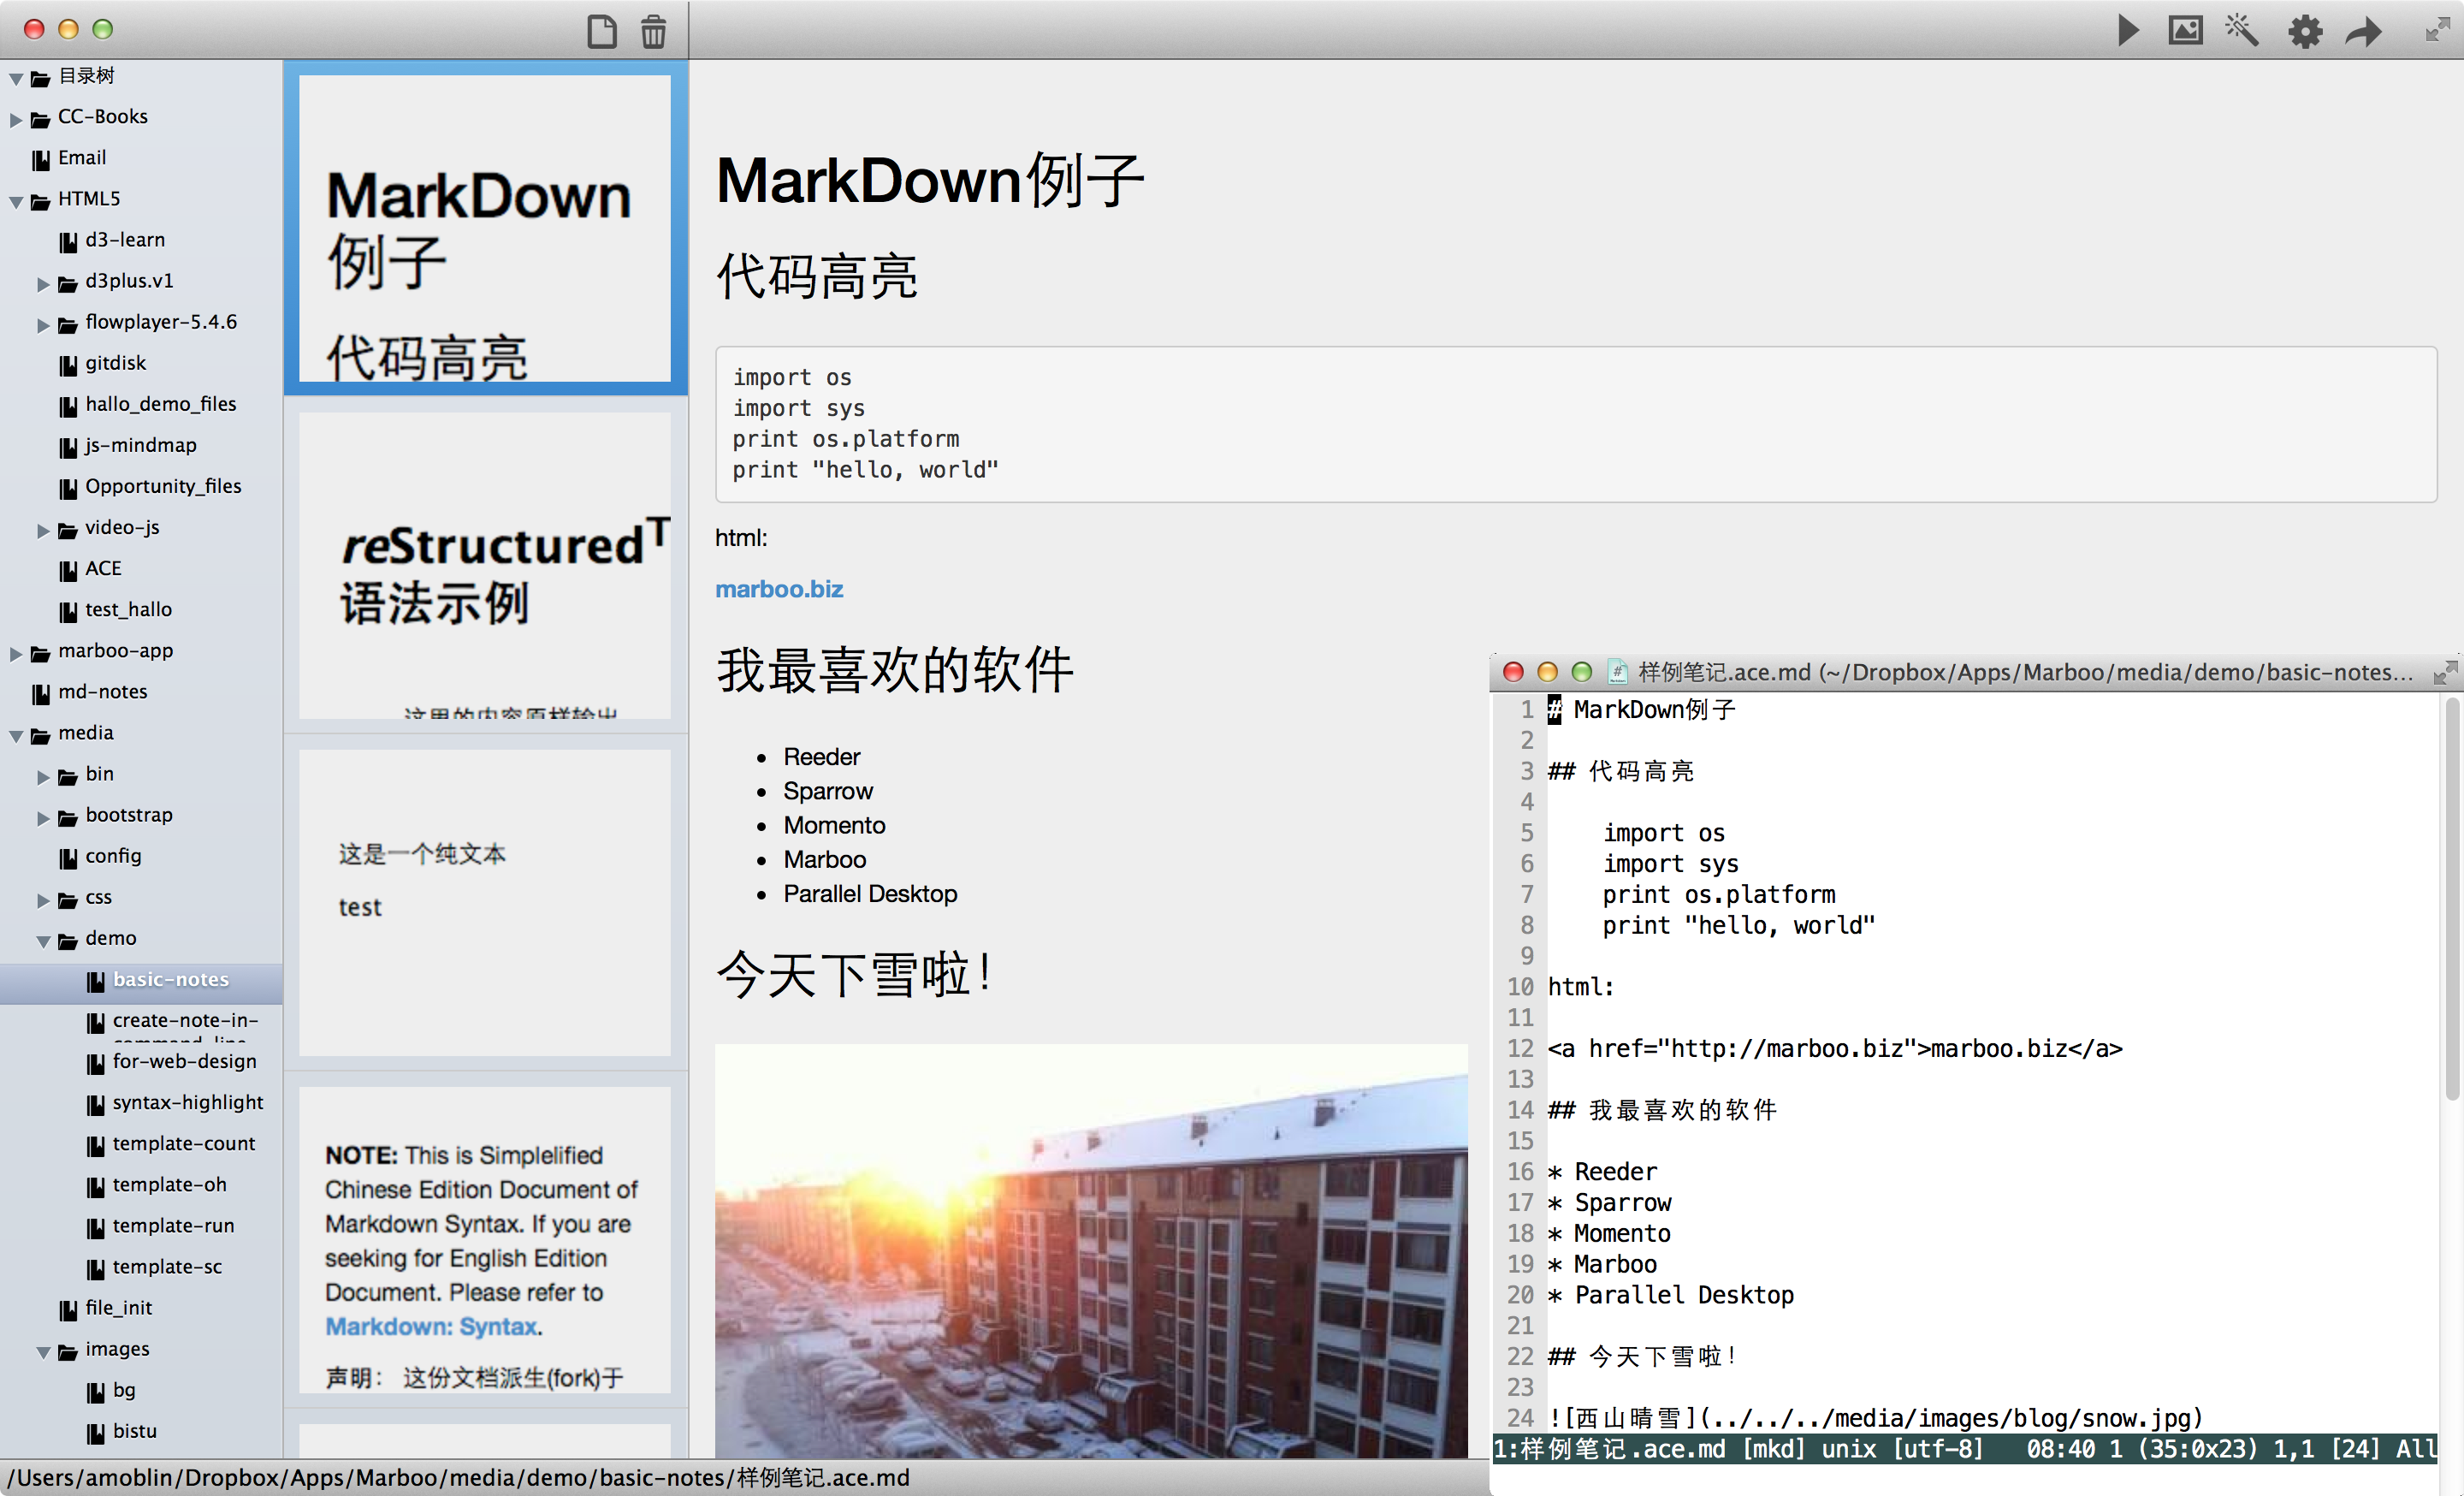 目录树
CC-Books
Email
HTML5
d3-learn
d3plus.v1
flowplayer-5.4.6
gitdisk
hallo_demo_files
js-mindmap
Opportunity_files
video-js
ACE
test_hallo
marboo-app
md-notes
media
bin
bootstrap
config
css
demo
basic-notes
create-note-in-
command-line
for-web-design
syntax-highlight
template-count
template-oh
template-run
template-sc
file_init
images
bg
bistu
MarkDown
例子
代码高亮
reStructuredT
语法示例
这里的内容原样输出
这是一个纯文本
test
NOTE: This is Simplelified
Chinese Edition Document of
Markdown Syntax. If you are
seeking for English Edition
Document. Please refer to
Markdown: Syntax.
声明： 这份文档派生(fork)于
MarkDown例子
代码高亮
import os
import sys
print os.platform
print "hello, world"
html:
marboo.biz
我最喜欢的软件
• Reeder
• Sparrow
• Momento
• Marboo
• Parallel Desktop
今天下雪啦！
样例笔记.ace.md (~/Dropbox/Apps/Marboo/media/demo/basic-notes...
1 # MarkDown例子
2
3 ## 代码高亮
4
5 import os
6 import sys
7 print os.platform
8 print "hello, world"
9
10 html:
11
12 <a href="http://marboo.biz">marboo.biz</a>
13
14 ## 我最喜欢的软件
15
16 * Reeder
17 * Sparrow
18 * Momento
19 * Marboo
20 * Parallel Desktop
21
22 ## 今天下雪啦！
23
24 ![西山晴雪](../../../media/images/blog/snow.jpg)
1:样例笔记.ace.md [mkd] unix [utf-8] 08:40 1 (35:0x23) 1,1 [24] All
/Users/amoblin/Dropbox/Apps/Marboo/media/demo/basic-notes/样例笔记.ace.md